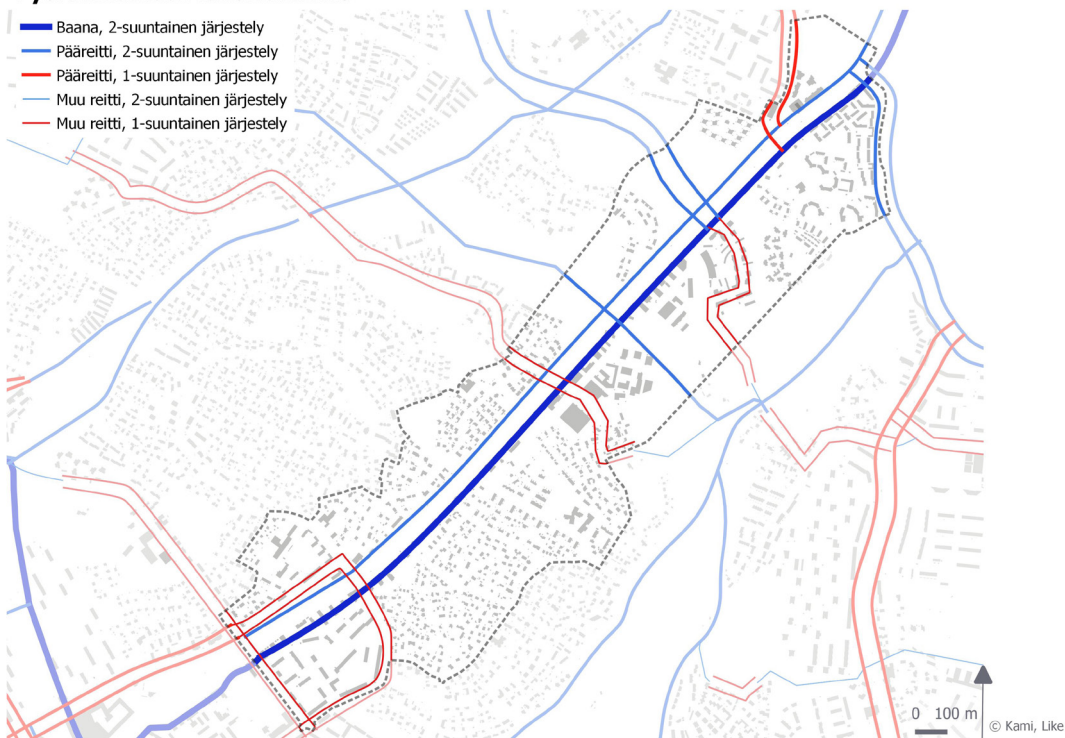 Baana, 2-suuntainen järjestely
Pääreitti, 2-suuntainen järjestely
Pääreitti, 1-suuntainen järjestely
Muu reitti, 2-suuntainen järjestely
Muu reitti, 1-suuntainen järjestely
0 100 m
© Kami, Like